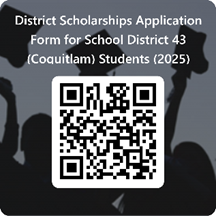 District Scholarships Application
Form for School District 43
(Coquitlam) Students (2025)